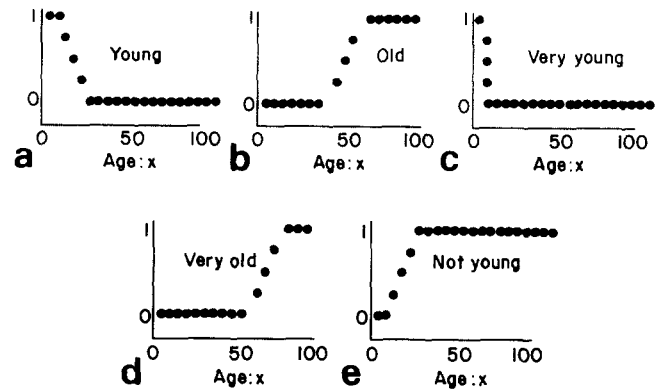 1
Young
0
0 50 100
Age: x
a
1
Old
0
0 50 100
Age: x
b
1
Very young
0
0 50 100
Age: x
c
1
Very old
0
0 50 100
Age: x
d
1
Not young
0
0 50 100
Age: x
e